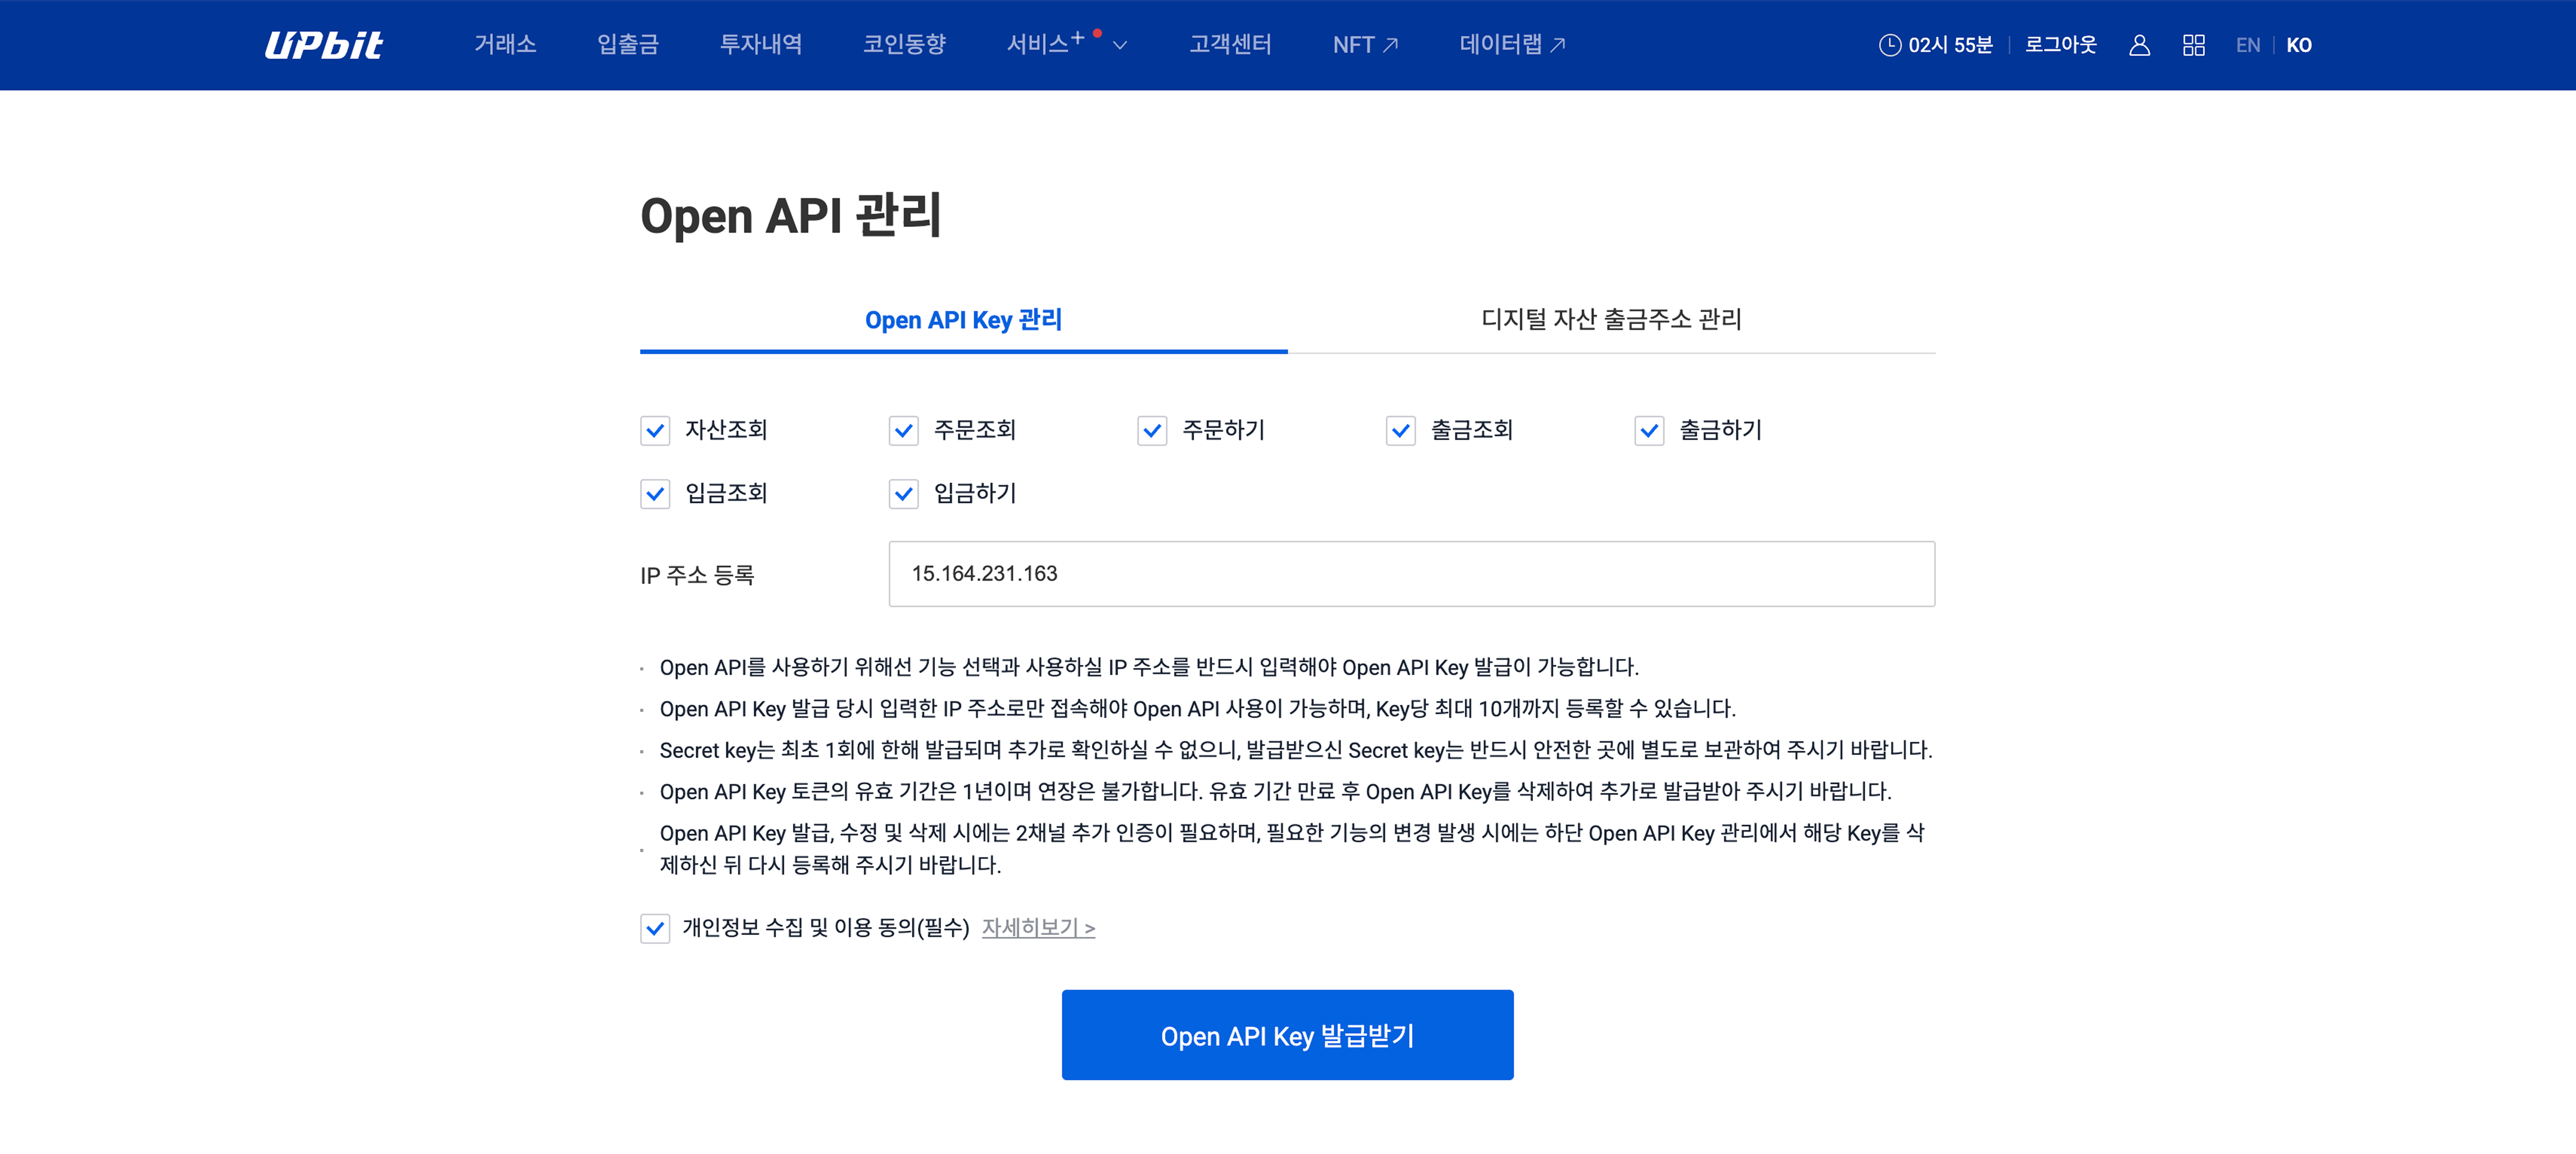 UPbit 거래소 입출금 투자내역 코인동향 서비스+ 고객센터 NFT 데이터랩 02시 55분 로그아웃 EN KO
Open API 관리
Open API Key 관리 디지털 자산 출금주소 관리
자산조회 주문조회 주문하기 출금조회 출금하기
입금조회 입금하기
IP 주소 등록 15.164.231.163
· Open API를 사용하기 위해선 기능 선택과 사용하실 IP 주소를 반드시 입력해야 Open API Key 발급이 가능합니다.
· Open API Key 발급 당시 입력한 IP 주소로만 접속해야 Open API 사용이 가능하며, Key당 최대 10개까지 등록할 수 있습니다.
· Secret key는 최초 1회에 한해 발급되며 추가로 확인하실 수 없으니, 발급받으신 Secret key는 반드시 안전한 곳에 별도로 보관하여 주시기 바랍니다.
· Open API Key 토큰의 유효 기간은 1년이며 연장은 불가합니다. 유효 기간 만료 후 Open API Key를 삭제하여 추가로 발급받아 주시기 바랍니다.
· Open API Key 발급, 수정 및 삭제 시에는 2채널 추가 인증이 필요하며, 필요한 기능의 변경 발생 시에는 하단 Open API Key 관리에서 해당 Key를 삭
제하신 뒤 다시 등록해 주시기 바랍니다.
개인정보 수집 및 이용 동의(필수) 자세히보기 >
Open API Key 발급받기